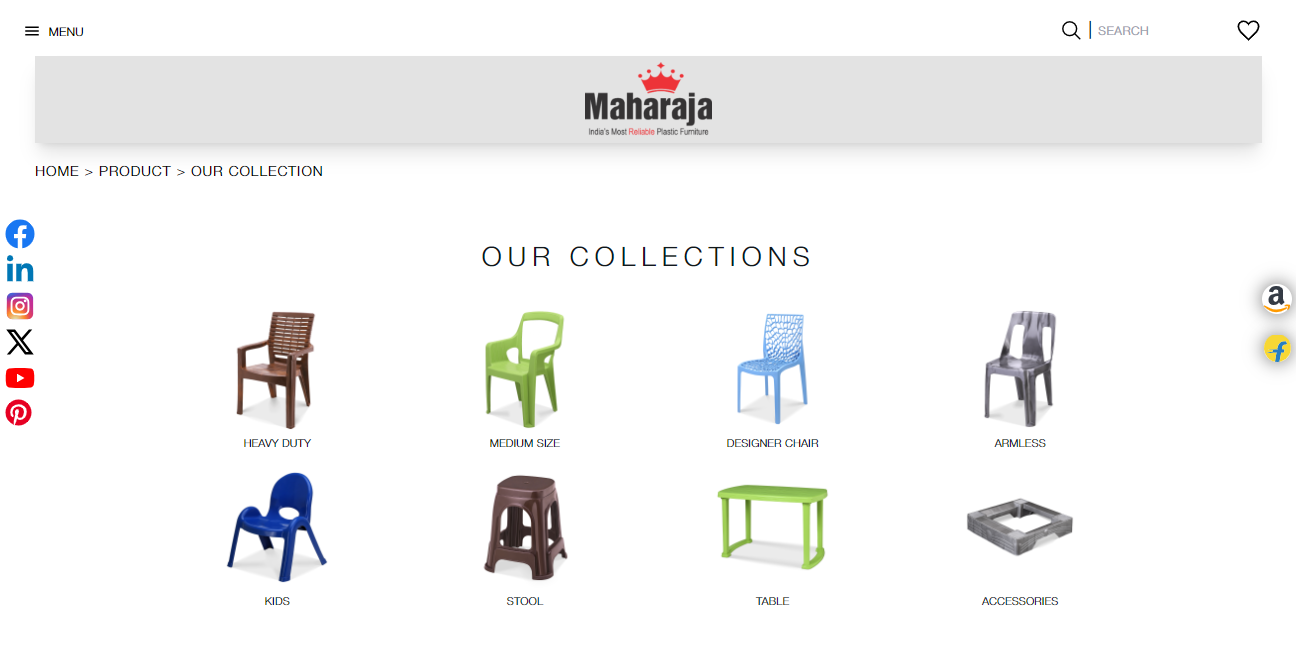 MENU
SEARCH
Maharaja
India's Most Reliable Plastic Furniture
HOME > PRODUCT > OUR COLLECTION
OUR COLLECTIONS
HEAVY DUTY
MEDIUM SIZE
DESIGNER CHAIR
ARMLESS
KIDS
STOOL
TABLE
ACCESSORIES